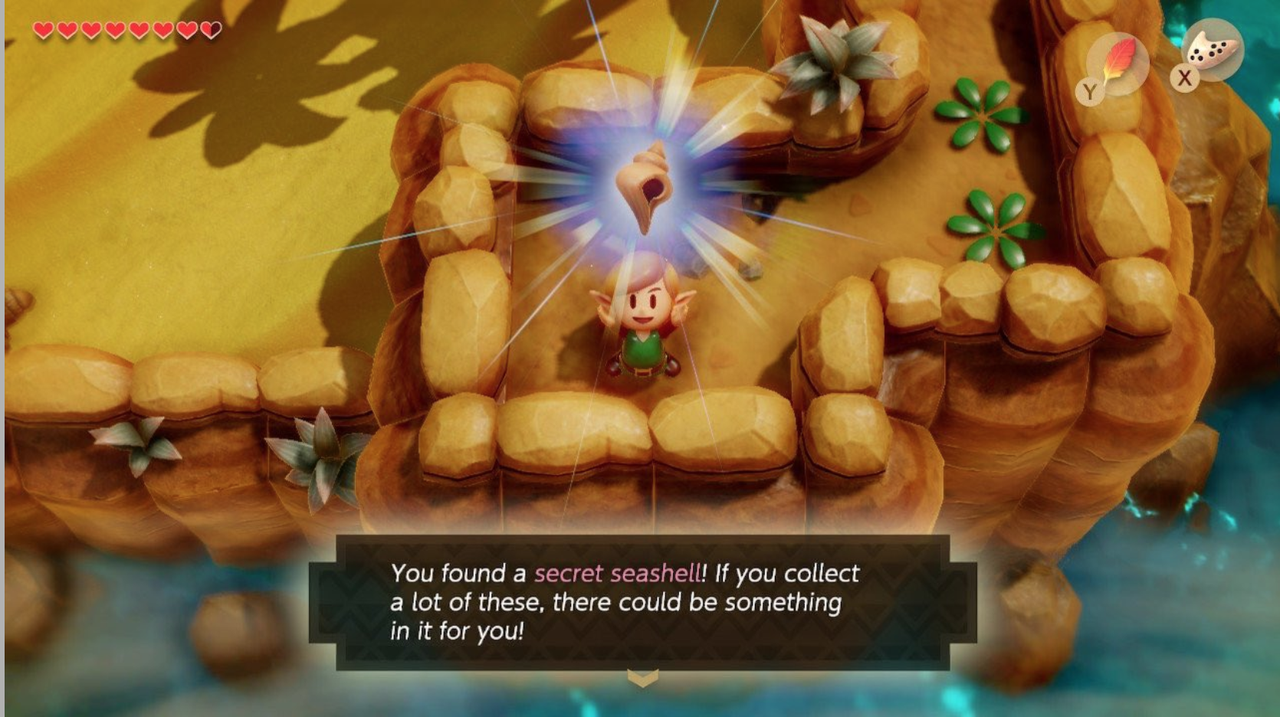 Y
X
You found a secret seashell! If you collect
a lot of these, there could be something
in it for you!